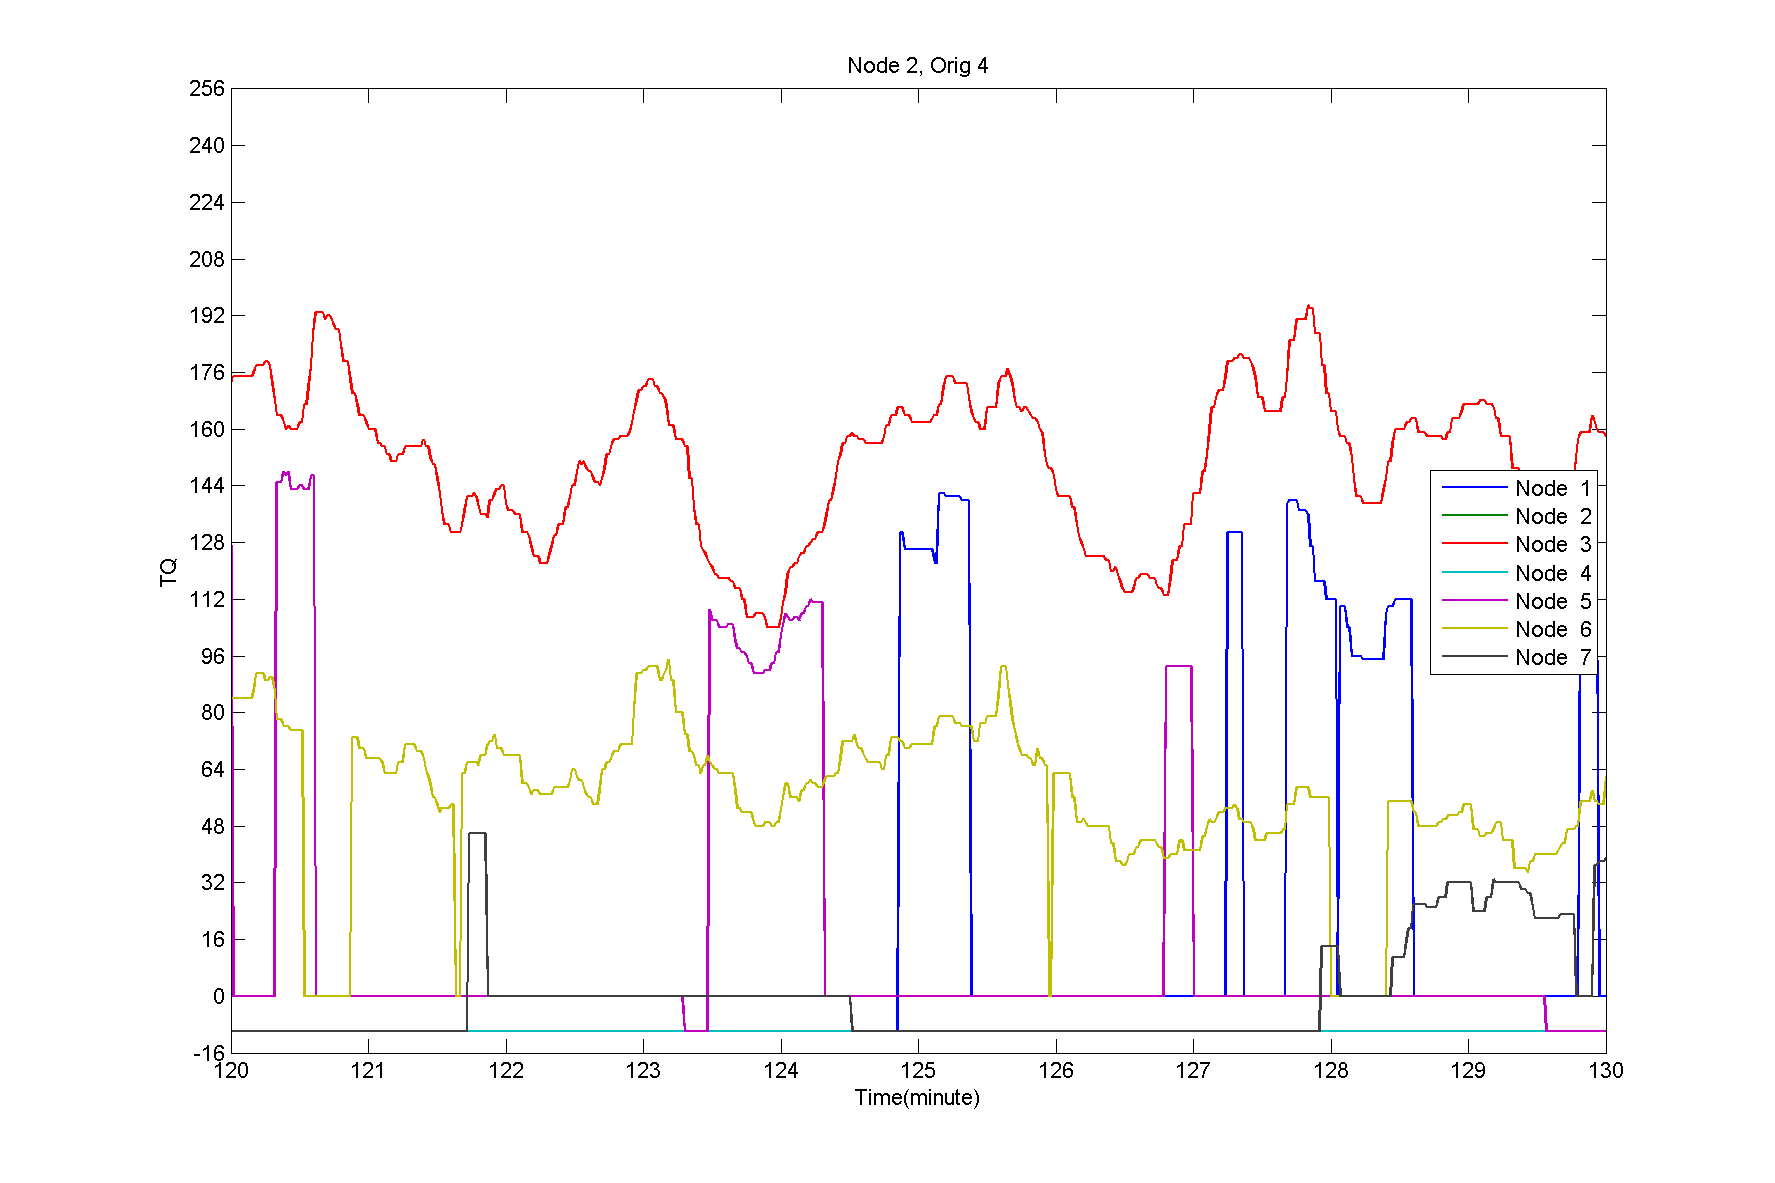 Node 2, Orig 4
256
240
224
208
192
176
160
144
128
112
96
80
64
48
32
16
0
-16
TQ
120 121 122 123 124 125 126 127 128 129 130
Time(minute)
Node 1
Node 2
Node 3
Node 4
Node 5
Node 6
Node 7